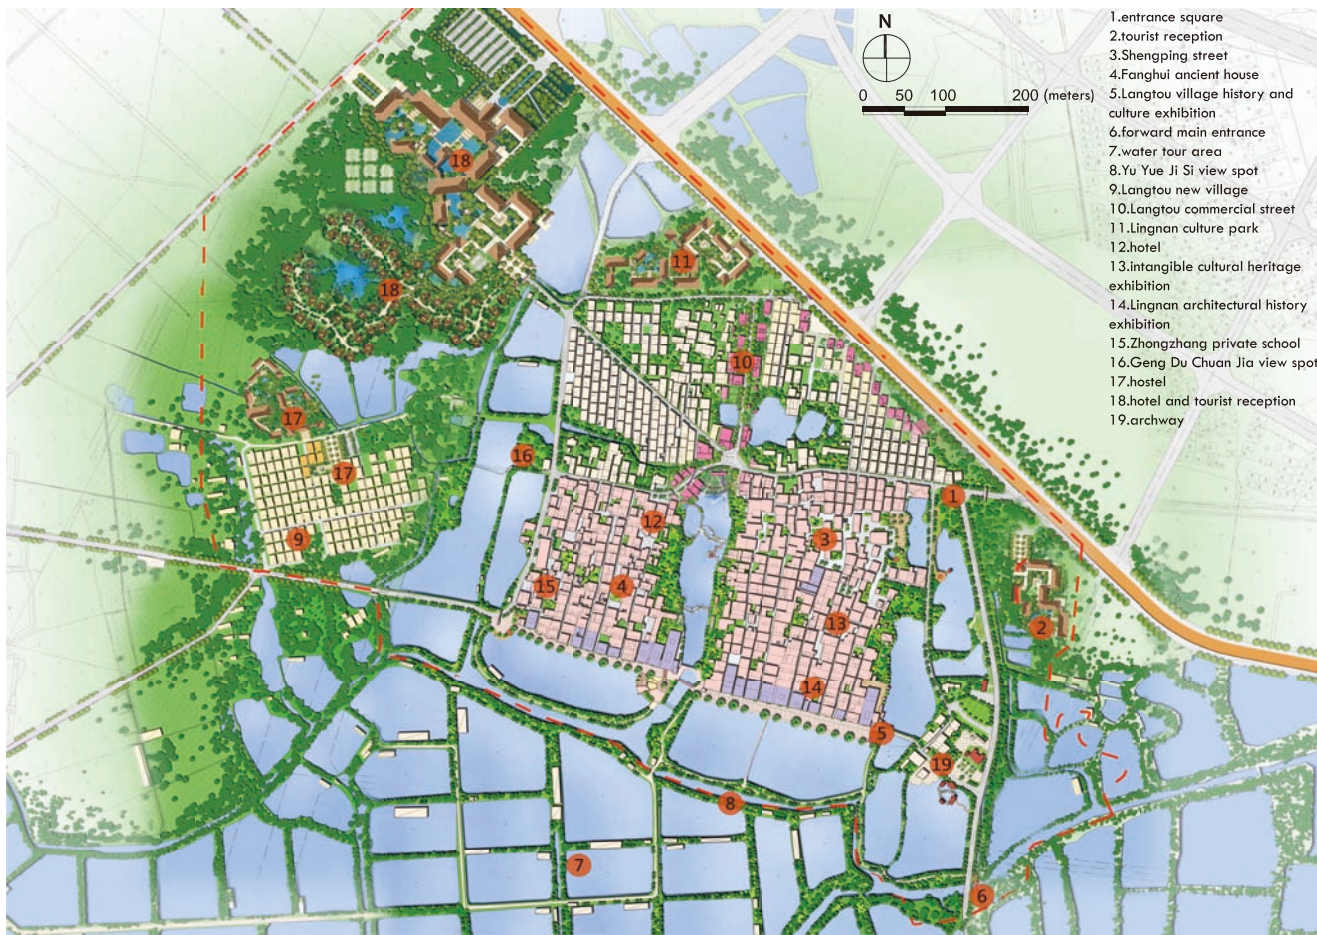 N
0 50 100 200 (meters)
1.entrance square
2.tourist reception
3.Shengping street
4.Fanghui ancient house
5.Langtou village history and
culture exhibition
6.forward main entrance
7.water tour area
8.Yu Yue Ji Si view spot
9.Langtou new village
10.Langtou commercial street
11.Lingnan culture park
12.hotel
13.intangible cultural heritage
exhibition
14.Lingnan architectural history
exhibition
15.Zhongzhang private school
16.Geng Du Chuan Jia view spot
17.hostel
18.hotel and tourist reception
19.archway
18
11
18
10
17
16
17
1
12
9
3
15
4
13
2
14
5
19
8
7
6